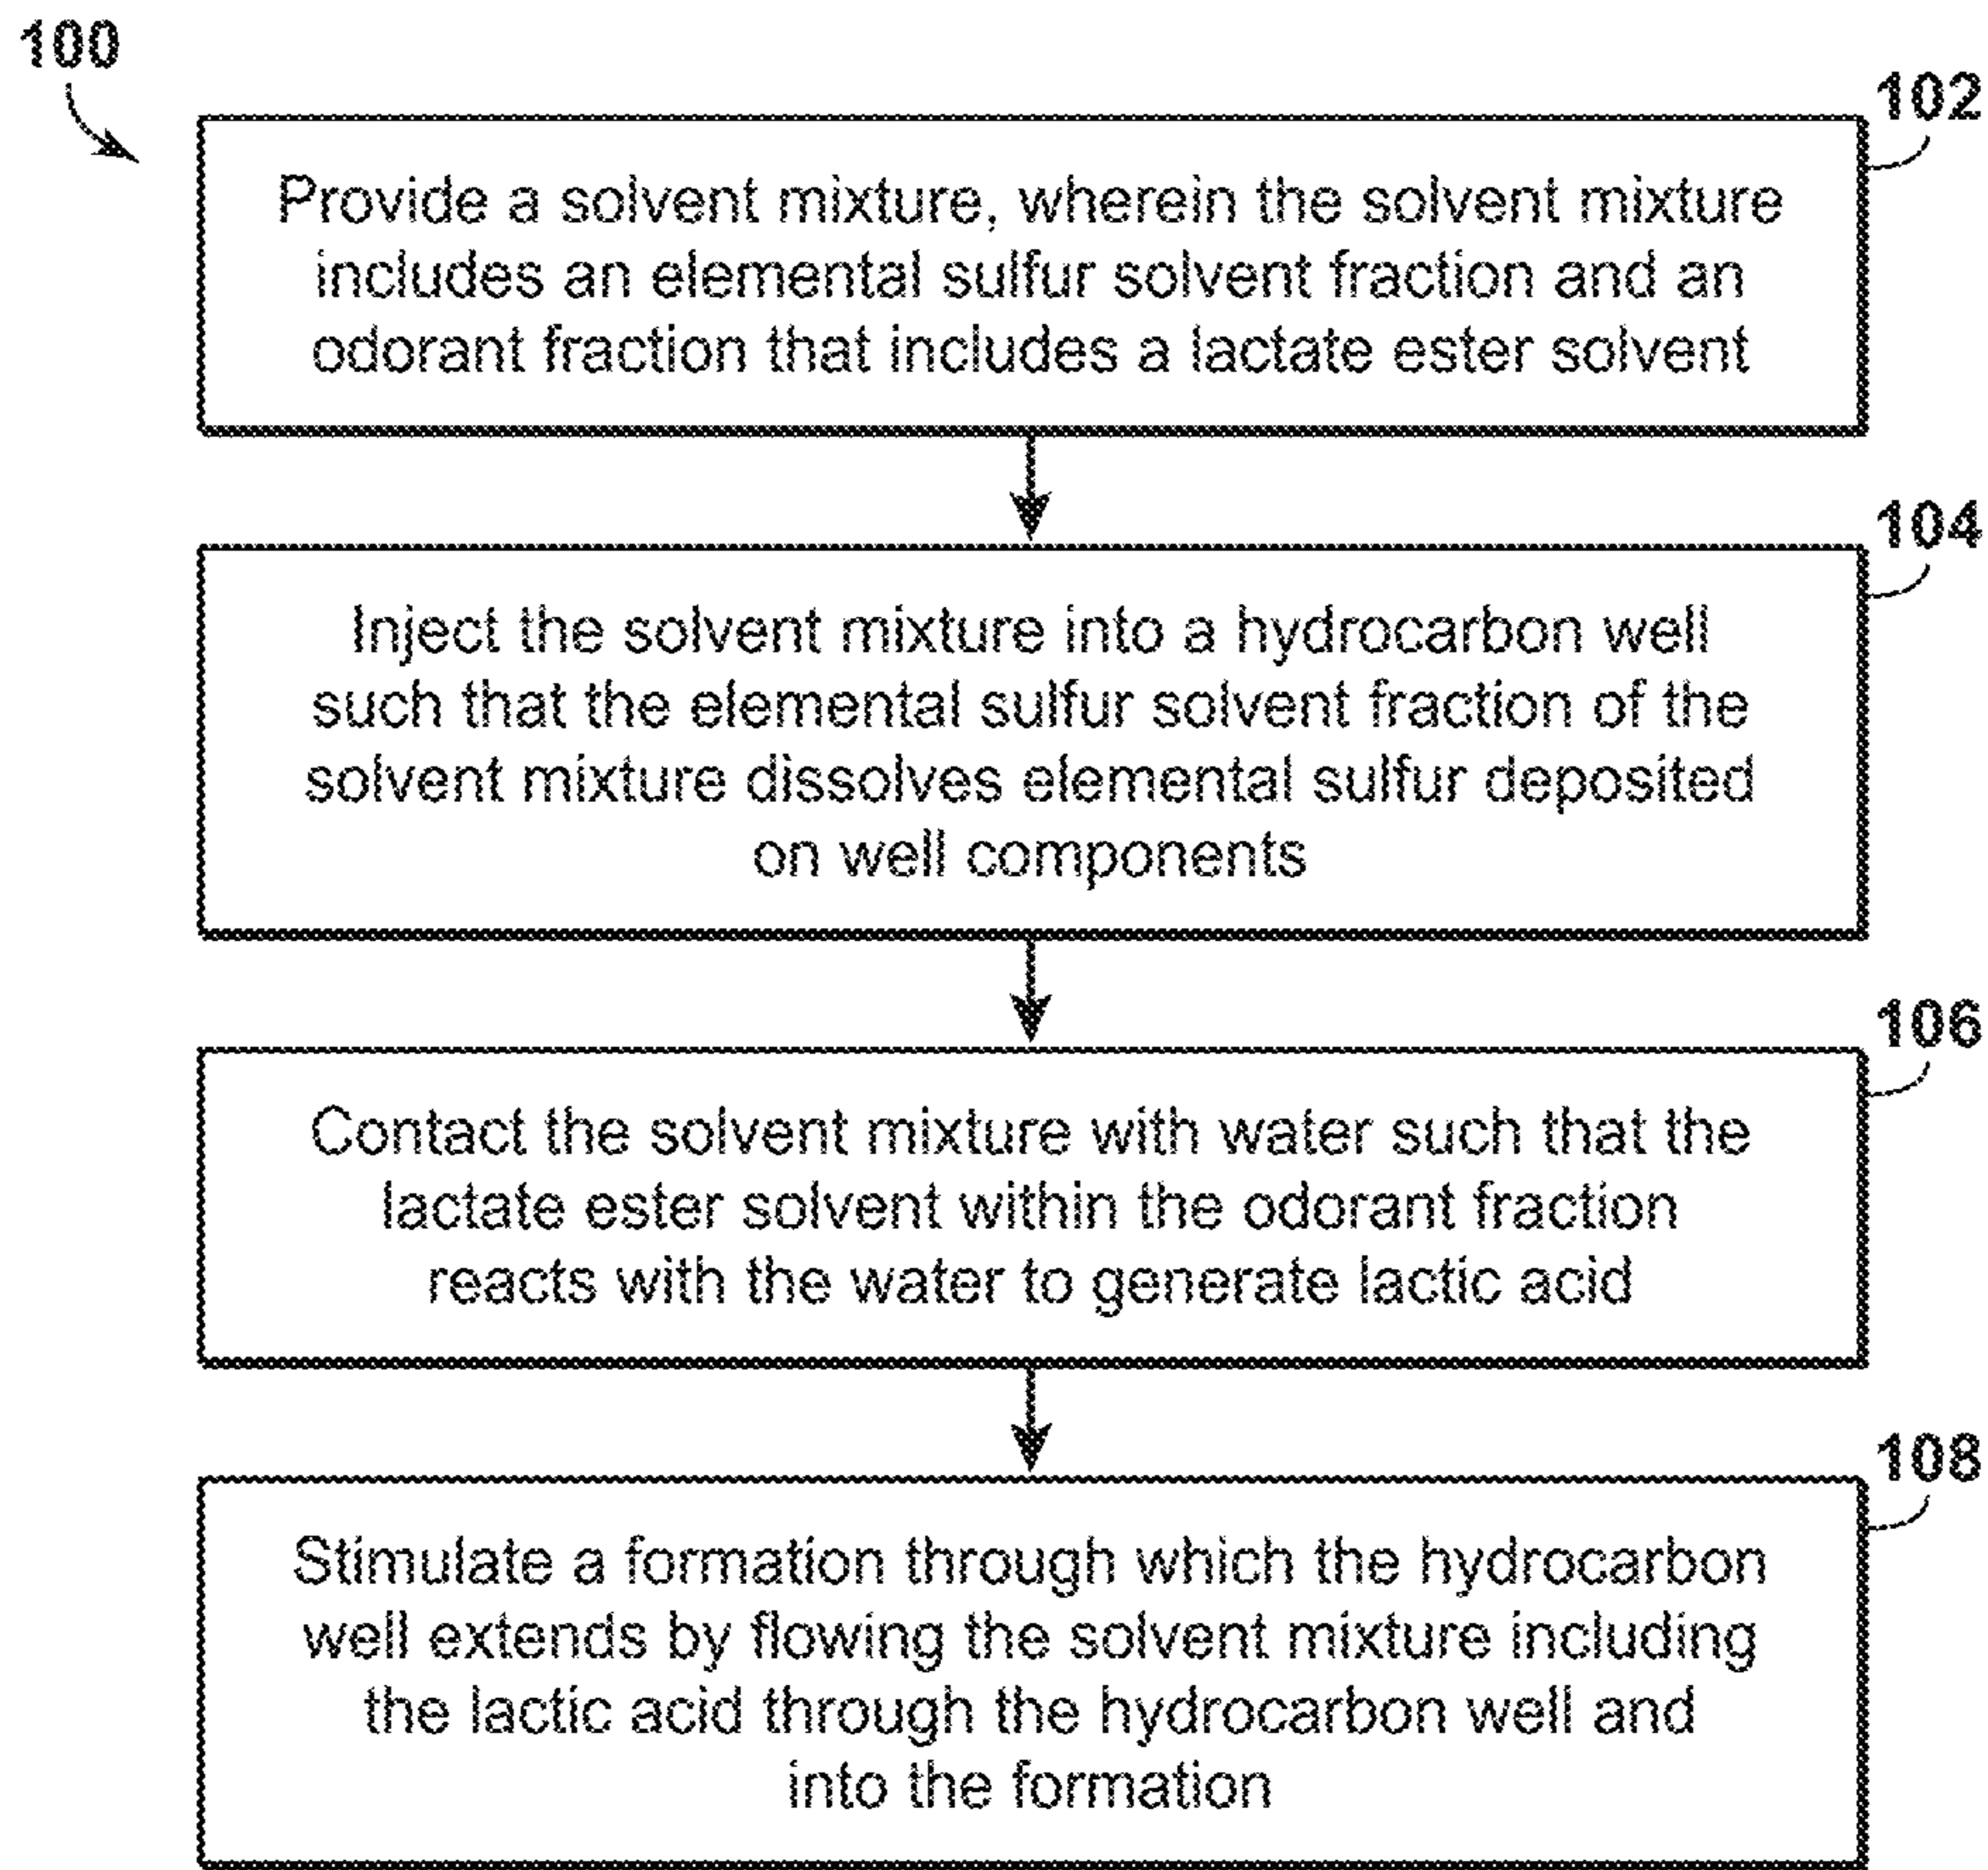 100
102
Provide a solvent mixture, wherein the solvent mixture
includes an elemental sulfur solvent fraction and an
odorant fraction that includes a lactate ester solvent
104
Inject the solvent mixture into a hydrocarbon well
such that the elemental sulfur solvent fraction of the
solvent mixture dissolves elemental sulfur deposited
on well components
106
Contact the solvent mixture with water such that the
lactate ester solvent within the odorant fraction
reacts with the water to generate lactic acid
108
Stimulate a formation through which the hydrocarbon
well extends by flowing the solvent mixture including
the lactic acid through the hydrocarbon well and
into the formation